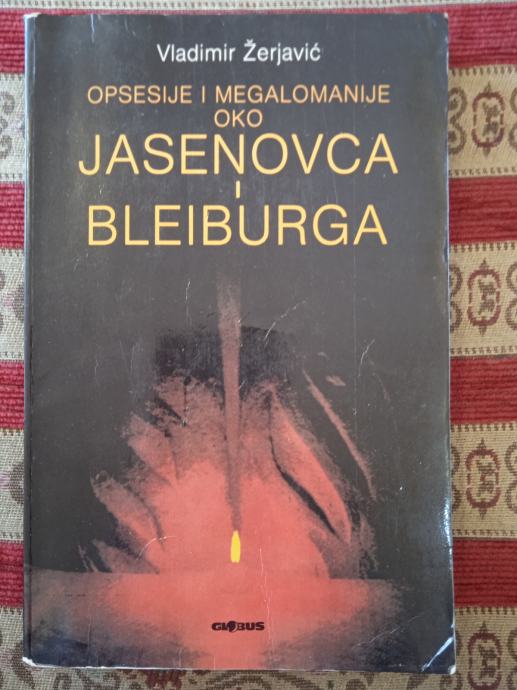 Vladimir Žerjavić
OPSESIJE I MEGALOMANIJE
OKO
JASENOVCA
I
BLEIBURGA
GLOBUS